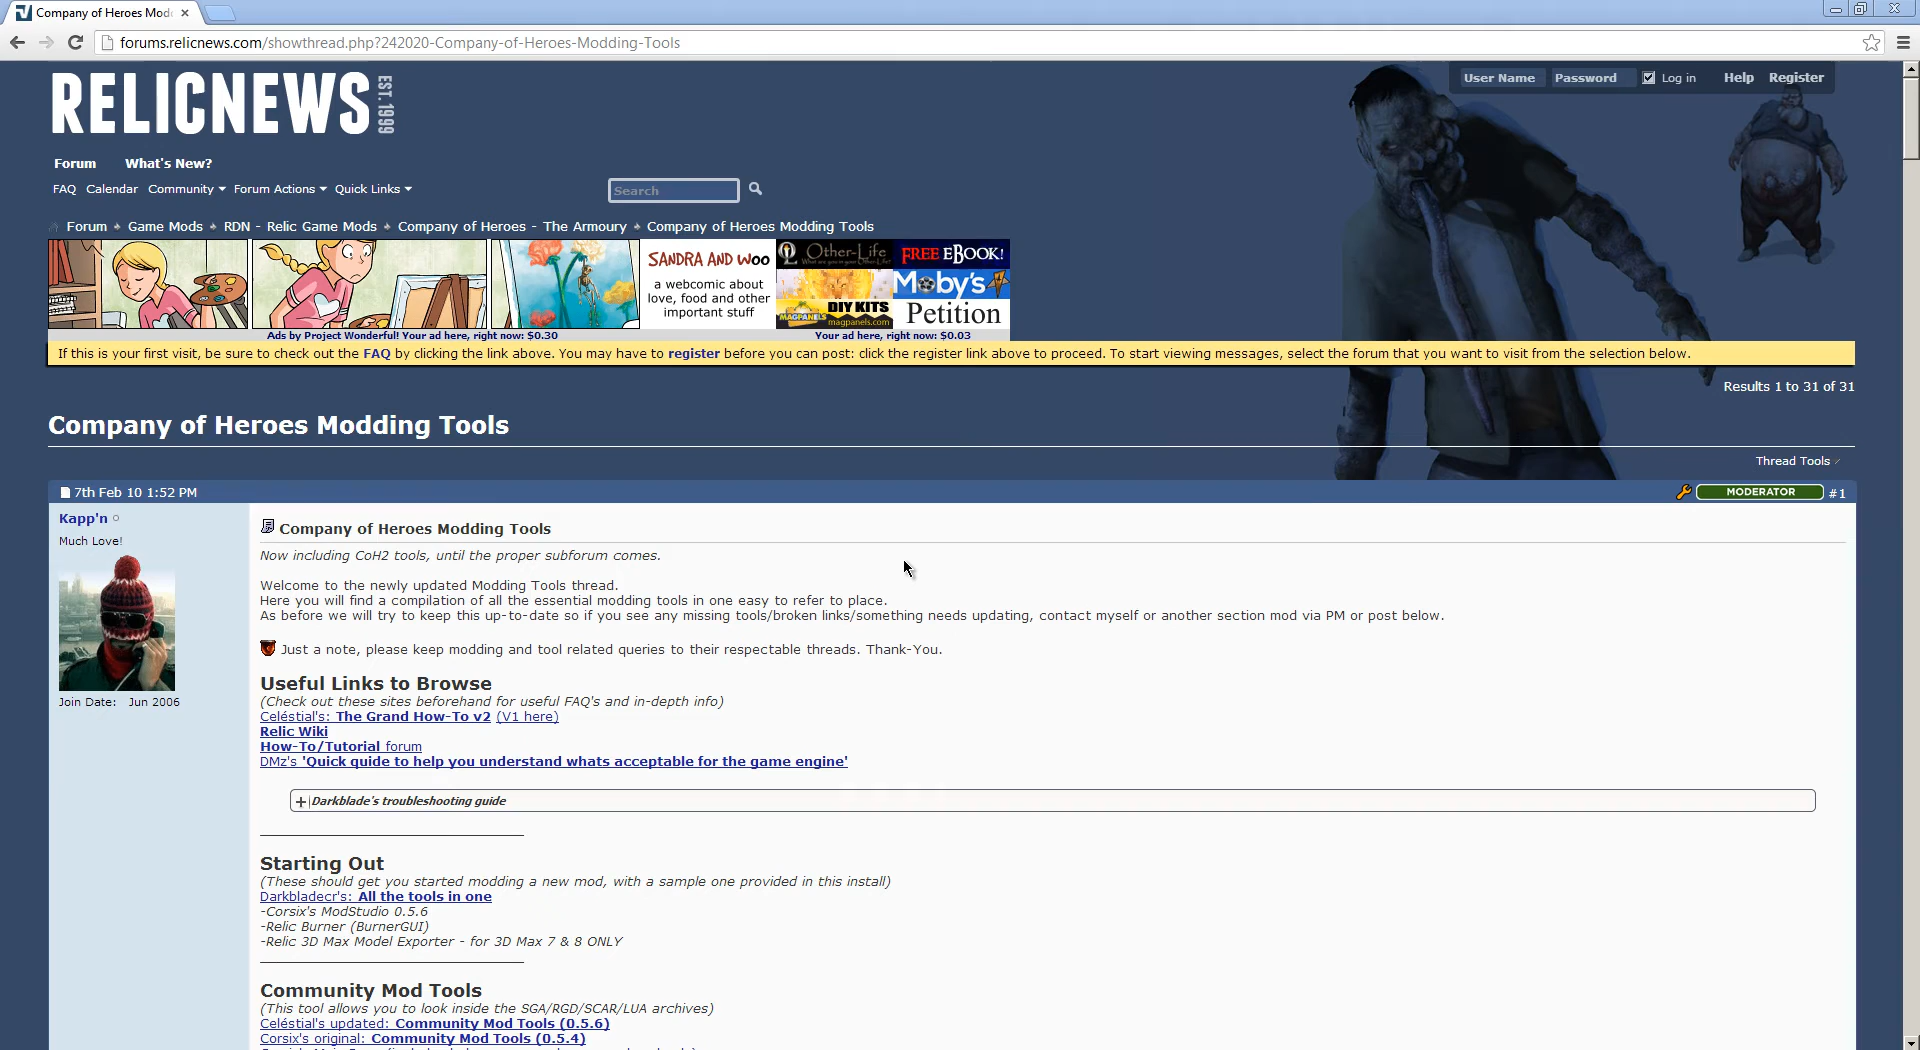 Company of Heroes Mod
forums.relicnews.com/showthread.php?242020-Company-of-Heroes-Modding-Tools
RELICNEWS EST. 1999
User Name Password Log in Help Register
Forum What's New?
FAQ Calendar Community Forum Actions Quick Links Search
Forum Game Mods RDN - Relic Game Mods Company of Heroes - The Armoury Company of Heroes Modding Tools
SANDRA AND WOO
a webcomic about
love, food and other
important stuff
Other-Life
FREE EBOOK!
Moby's
MAGPANELS DIY KITS
magpanels.com
Petition
Ads by Project Wonderful! Your ad here, right now: $0.30
Your ad here, right now: $0.03
If this is your first visit, be sure to check out the FAQ by clicking the link above. You may have to register before you can post: click the register link above to proceed. To start viewing messages, select the forum that you want to visit from the selection below.
Results 1 to 31 of 31
Company of Heroes Modding Tools
Thread Tools
7th Feb 10 1:52 PM
MODERATOR #1
Kapp'n
Much Love!
Join Date: Jun 2006
Company of Heroes Modding Tools
Now including CoH2 tools, until the proper subforum comes.
Welcome to the newly updated Modding Tools thread.
Here you will find a compilation of all the essential modding tools in one easy to refer to place.
As before we will try to keep this up-to-date so if you see any missing tools/broken links/something needs updating, contact myself or another section mod via PM or post below.
Just a note, please keep modding and tool related queries to their respectable threads. Thank-You.
Useful Links to Browse
(Check out these sites beforehand for useful FAQ's and in-depth info)
Celéstial's: The Grand How-To v2 (V1 here)
Relic Wiki
How-To/Tutorial forum
DMz's 'Quick guide to help you understand whats acceptable for the game engine'
+ Darkblade's troubleshooting guide
Starting Out
(These should get you started modding a new mod, with a sample one provided in this install)
Darkbladecr's: All the tools in one
-Corsix's ModStudio 0.5.6
-Relic Burner (BurnerGUI)
-Relic 3D Max Model Exporter - for 3D Max 7 & 8 ONLY
Community Mod Tools
(This tool allows you to look inside the SGA/RGD/SCAR/LUA archives)
Celéstial's updated: Community Mod Tools (0.5.6)
Corsix's original: Community Mod Tools (0.5.4)